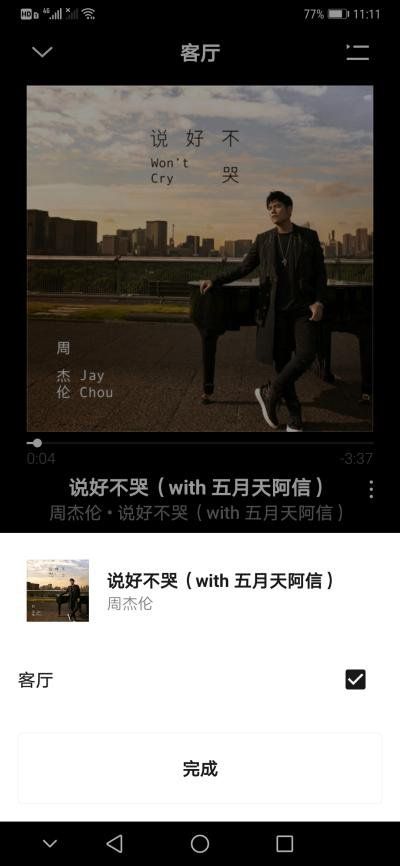 HD 4G 77% 11:11
客厅
说好不
Won't
Cry 哭
周
杰 Jay
伦 Chou
0:04 -3:37
说好不哭（with 五月天阿信）
周杰伦 • 说好不哭（with 五月天阿信）
说好不哭（with 五月天阿信）
周杰伦
客厅
完成